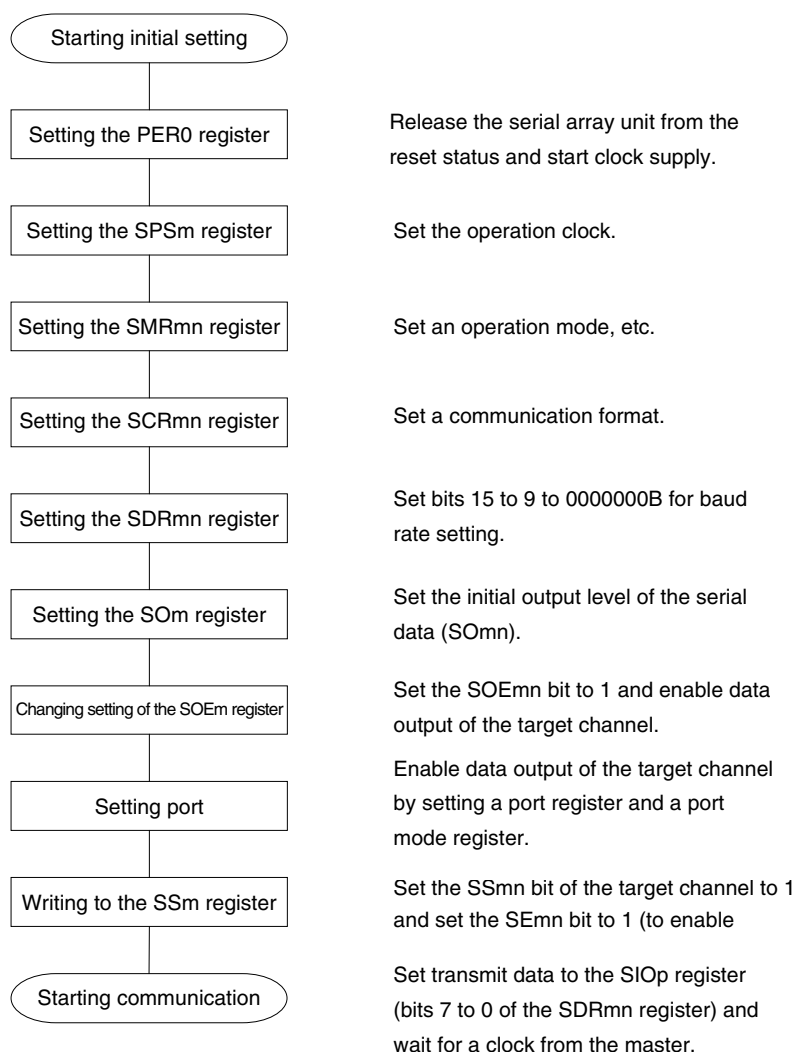 Starting initial setting
Setting the PER0 register
Release the serial array unit from the
reset status and start clock supply.
Setting the SPSm register
Set the operation clock.
Setting the SMRmn register
Set an operation mode, etc.
Setting the SCRmn register
Set a communication format.
Setting the SDRmn register
Set bits 15 to 9 to 0000000B for baud
rate setting.
Setting the SOm register
Set the initial output level of the serial
data (SOmn).
Changing setting of the SOEm register
Set the SOEmn bit to 1 and enable data
output of the target channel.
Setting port
Enable data output of the target channel
by setting a port register and a port
mode register.
Writing to the SSm register
Set the SSmn bit of the target channel to 1
and set the SEmn bit to 1 (to enable
Starting communication
Set transmit data to the SIOp register
(bits 7 to 0 of the SDRmn register) and
wait for a clock from the master.